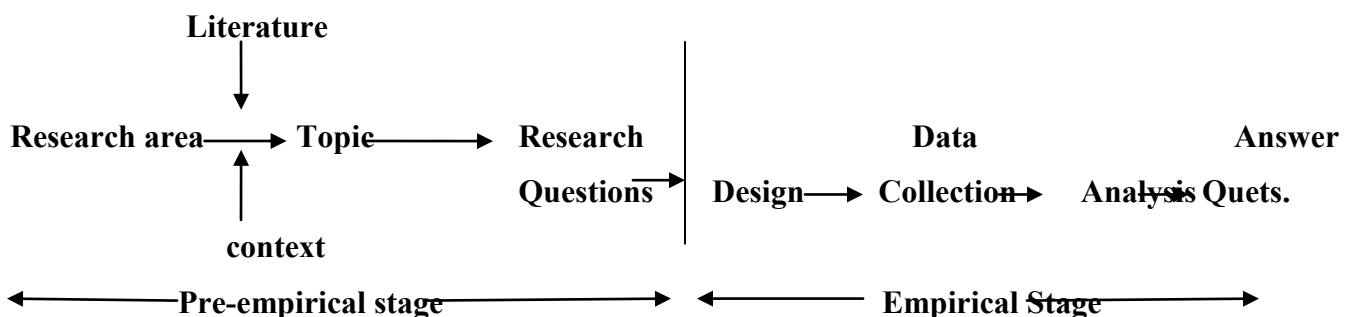 Literature
Research area Topic Research Data Answer
Questions Design Collection Analysis Quets.
context
Pre-empirical stage Empirical Stage